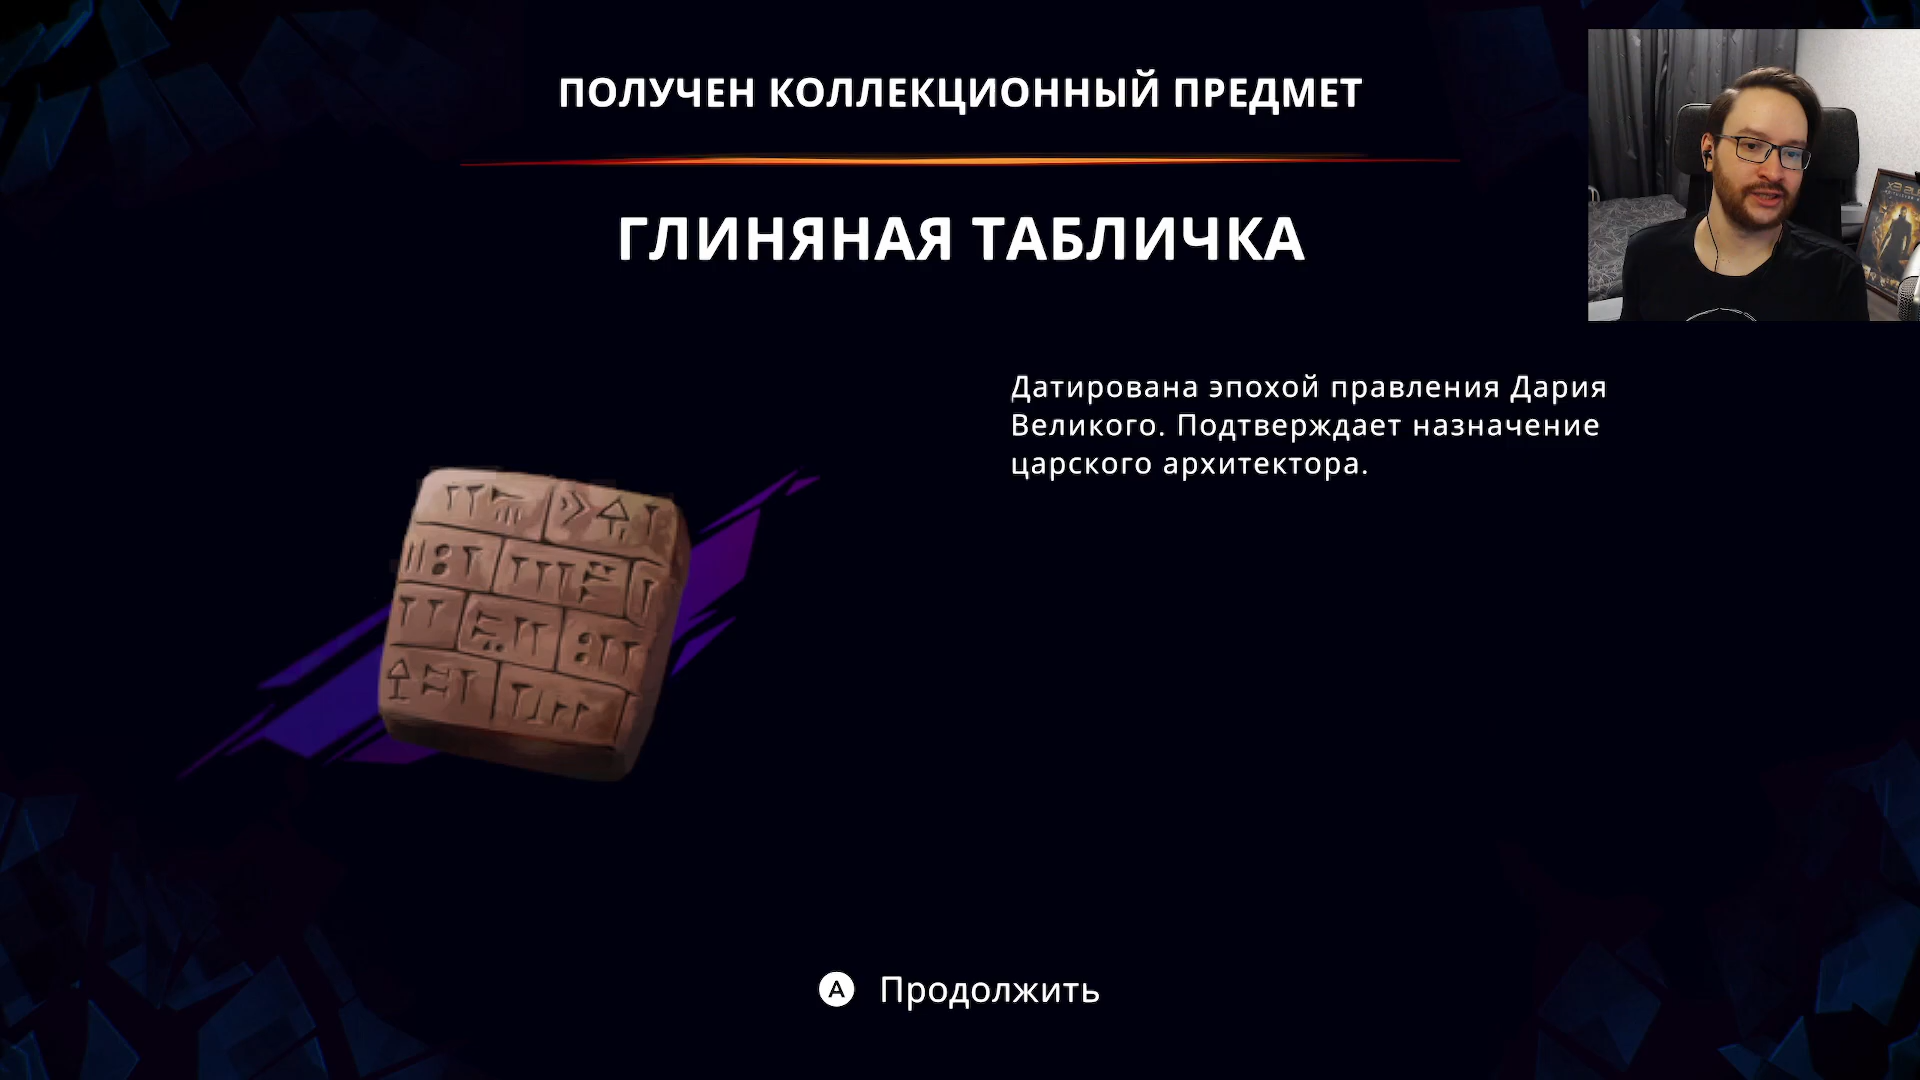 ПОЛУЧЕН КОЛЛЕКЦИОННЫЙ ПРЕДМЕТ
ГЛИНЯНАЯ ТАБЛИЧКА
Датирована эпохой правления Дария
Великого. Подтверждает назначение
царского архитектора.
A Продолжить